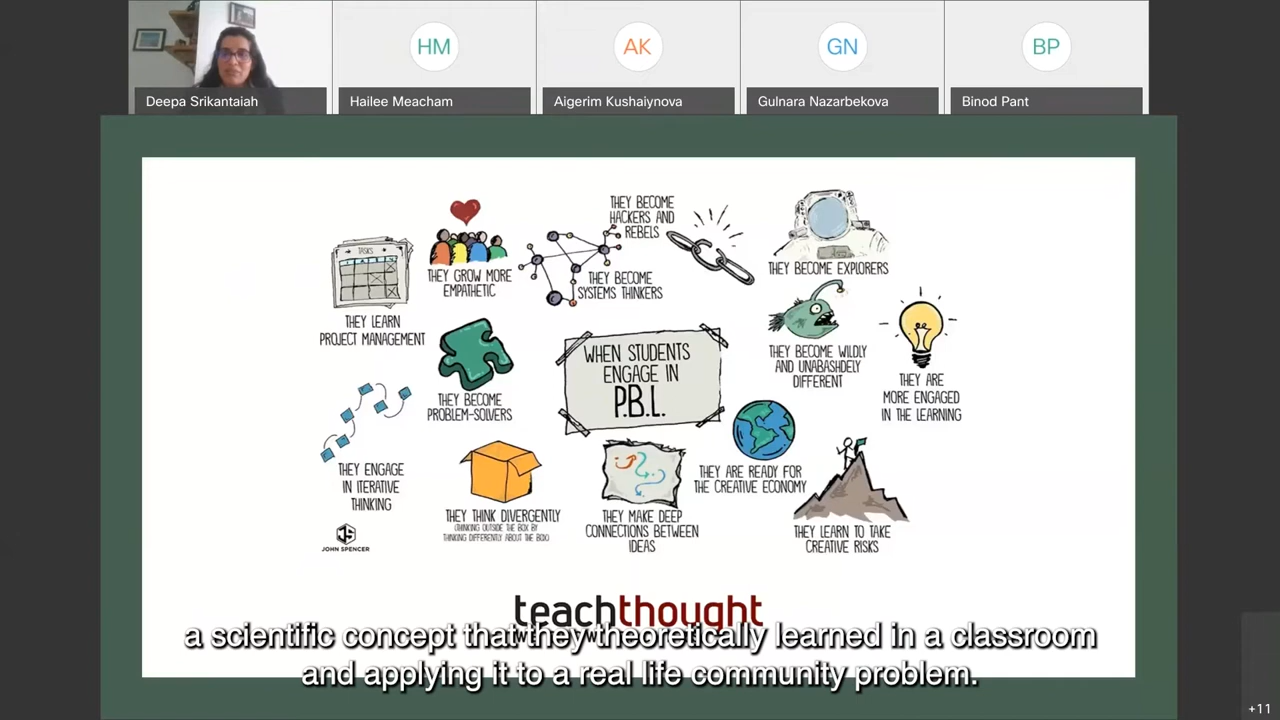 HM
AK
GN
BP
Deepa Srikantaiah
Hailee Meacham
Aigerim Kushaiynova
Gulnara Nazarbekova
Binod Pant
TASKS
THEY LEARN
PROJECT MANAGEMENT
THEY GROW MORE
EMPATHETIC
THEY BECOME
SYSTEMS THINKERS
THEY BECOME
HACKERS AND
REBELS
THEY BECOME EXPLORERS
THEY BECOME
PROBLEM-SOLVERS
WHEN STUDENTS
ENGAGE IN
P.B.L.
THEY BECOME WILDLY
AND UNABASHDELY
DIFFERENT
THEY ARE
MORE ENGAGED
IN THE LEARNING
THEY ENGAGE
IN ITERATIVE
THINKING
THEY THINK DIVERGENTLY
(THINKING OUTSIDE THE BOX BY
THINKING DIFFERENTLY ABOUT THE BOX)
THEY MAKE DEEP
CONNECTIONS BETWEEN
IDEAS
THEY ARE READY FOR
THE CREATIVE ECONOMY
THEY LEARN TO TAKE
CREATIVE RISKS
JS
JOHN SPENCER
teachthought
a scientific concept that they theoretically learned in a classroom
and applying it to a real life community problem.
+11